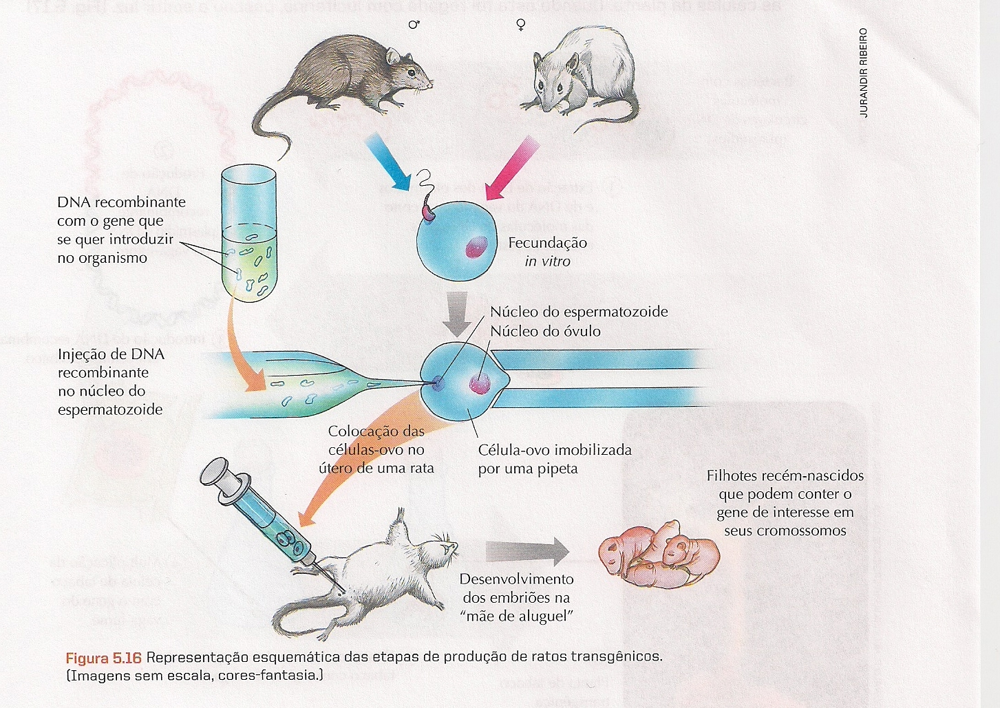 ♂
♀
JURANDIR RIBEIRO
DNA recombinante
com o gene que
se quer introduzir
no organismo
Fecundação
in vitro
Núcleo do espermatozoide
Núcleo do óvulo
Injeção de DNA
recombinante
no núcleo do
espermatozoide
Colocação das
células-ovo no
útero de uma rata
Célula-ovo imobilizada
por uma pipeta
Filhotes recém-nascidos
que podem conter o
gene de interesse em
seus cromossomos
Desenvolvimento
dos embriões na
“mãe de aluguel”
Figura 5.16 Representação esquemática das etapas de produção de ratos transgênicos.
(Imagens sem escala, cores-fantasia.)